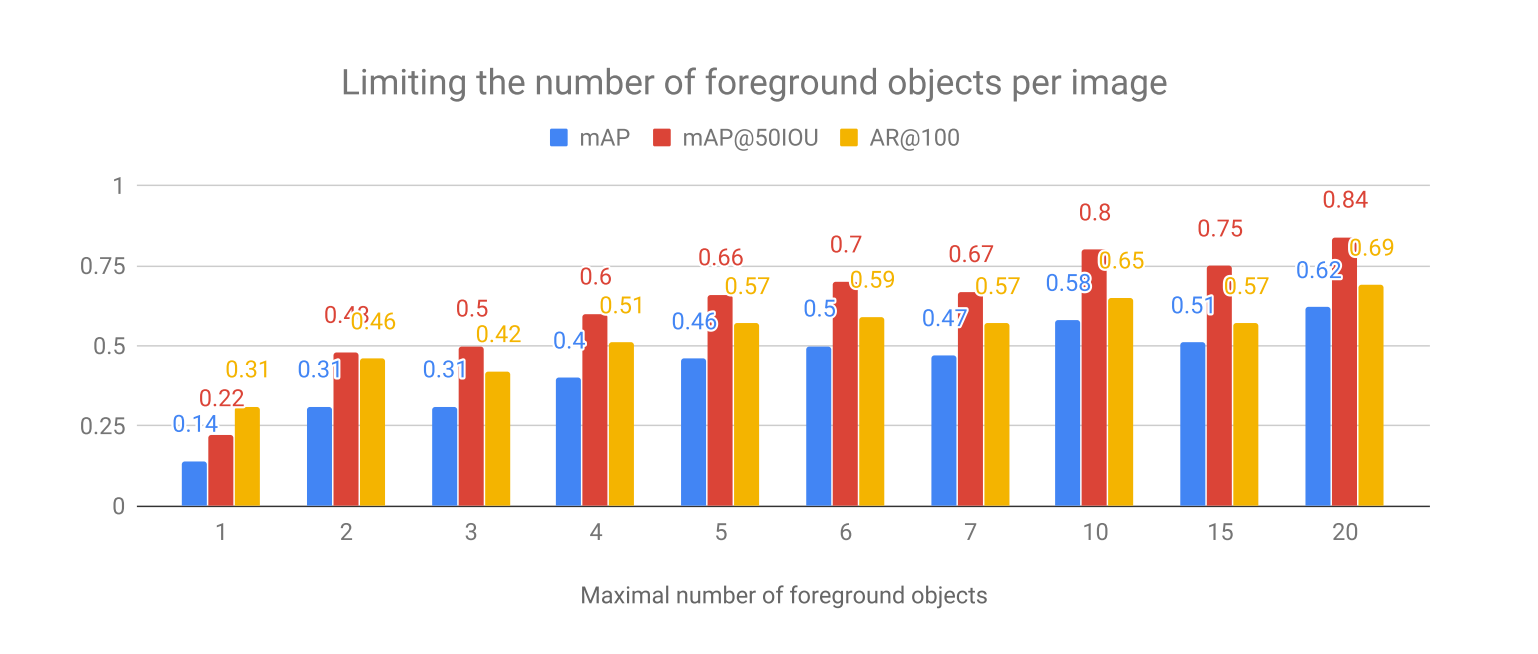 Limiting the number of foreground objects per image
mAP mAP@50IOU AR@100
1
0.75
0.5
0.25
0
0.14 0.22 0.31
0.31 0.48 0.46
0.31 0.5 0.42
0.4 0.6 0.51
0.46 0.66 0.57
0.5 0.7 0.59
0.47 0.67 0.57
0.58 0.8 0.65
0.51 0.75 0.57
0.62 0.84 0.69
1 2 3 4 5 6 7 10 15 20
Maximal number of foreground objects